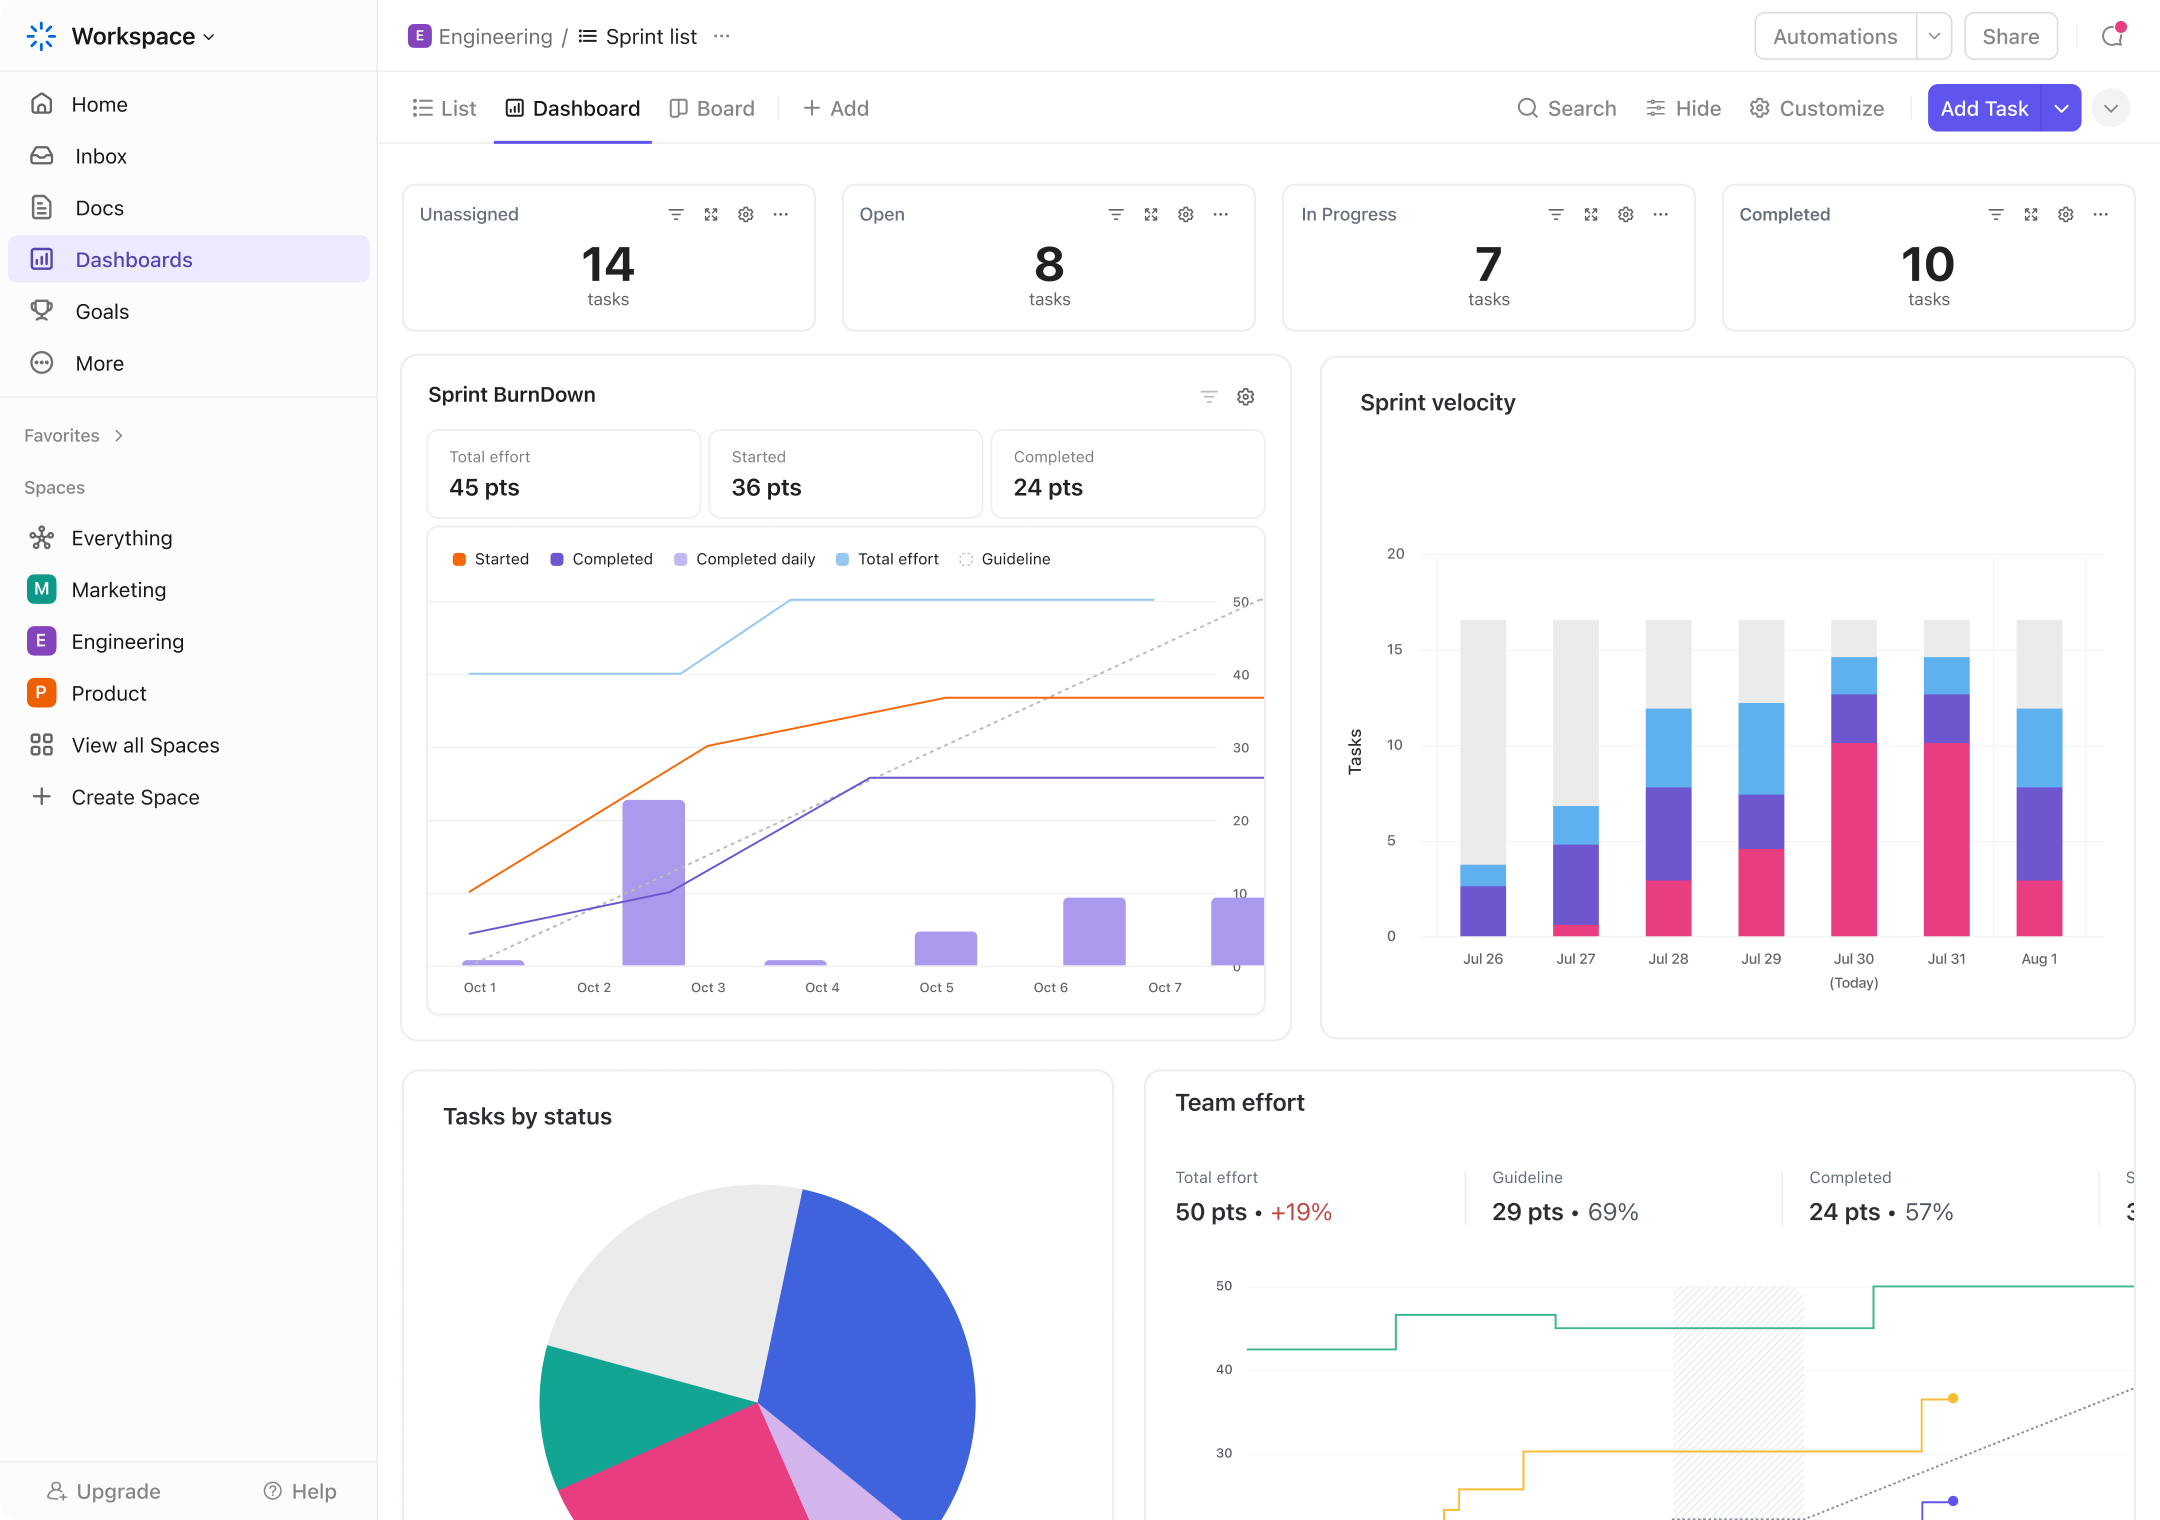 Workspace
Home
Inbox
Docs
Dashboards
Goals
More
Favorites
Spaces
Everything
M Marketing
E Engineering
P Product
View all Spaces
Create Space
Upgrade
Help
E Engineering / Sprint list ...
Automations
Share
List
Dashboard
Board
+ Add
Search
Hide
Customize
Add Task
Unassigned
14
tasks
Open
8
tasks
In Progress
7
tasks
Completed
10
tasks
Sprint BurnDown
Total effort
45 pts
Started
36 pts
Completed
24 pts
Started Completed Completed daily Total effort Guideline
50
40
30
20
10
0
Oct 1 Oct 2 Oct 3 Oct 4 Oct 5 Oct 6 Oct 7
Sprint velocity
Tasks
20
15
10
5
0
Jul 26 Jul 27 Jul 28 Jul 29 Jul 30 Jul 31 Aug 1
(Today)
Tasks by status
Team effort
Total effort
50 pts • +19%
Guideline
29 pts • 69%
Completed
24 pts • 57%
50
40
30